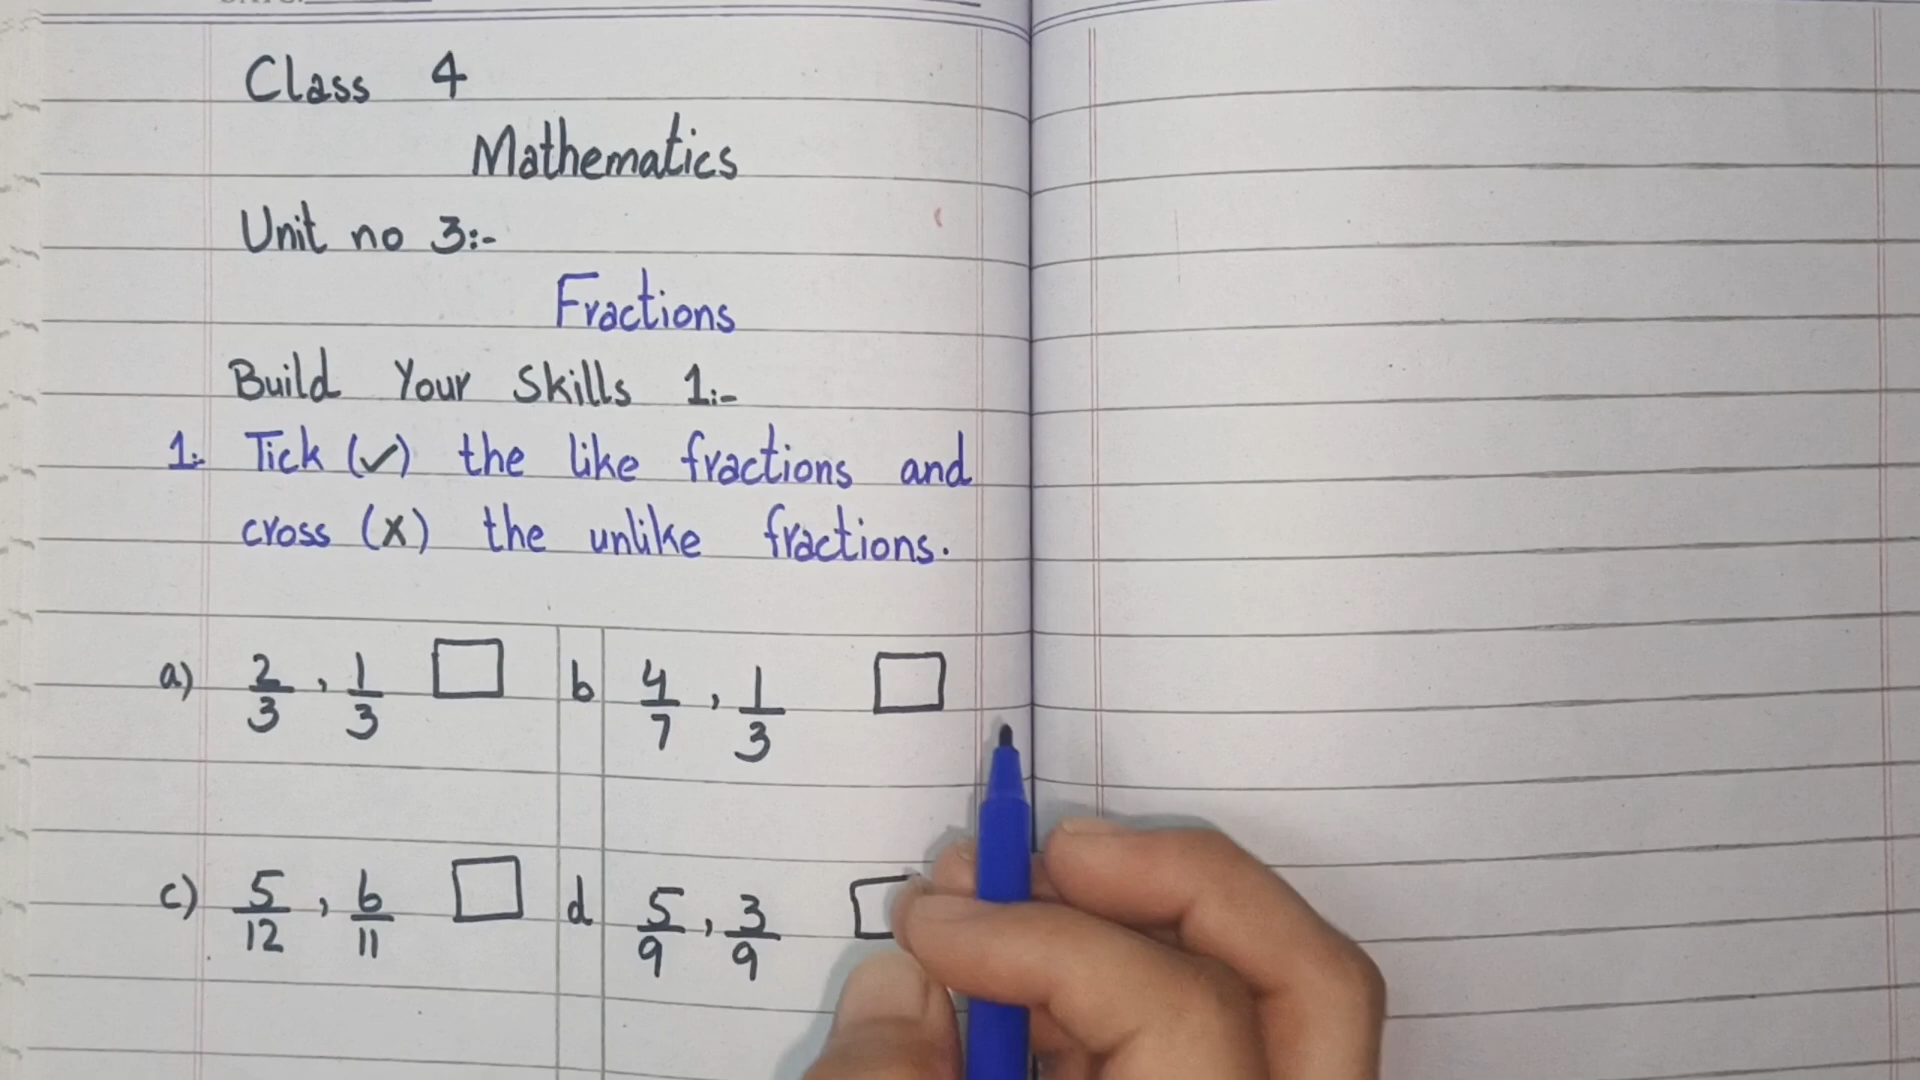 Class 4
Mathematics
Unit no 3:-
Fractions
Build Your Skills 1:-
1. Tick (✓) the like fractions and
cross (x) the unlike fractions.
a) 2/3 , 1/3 b 4/7 , 1/3
c) 5/12 , 6/11 d 5/9 , 3/9